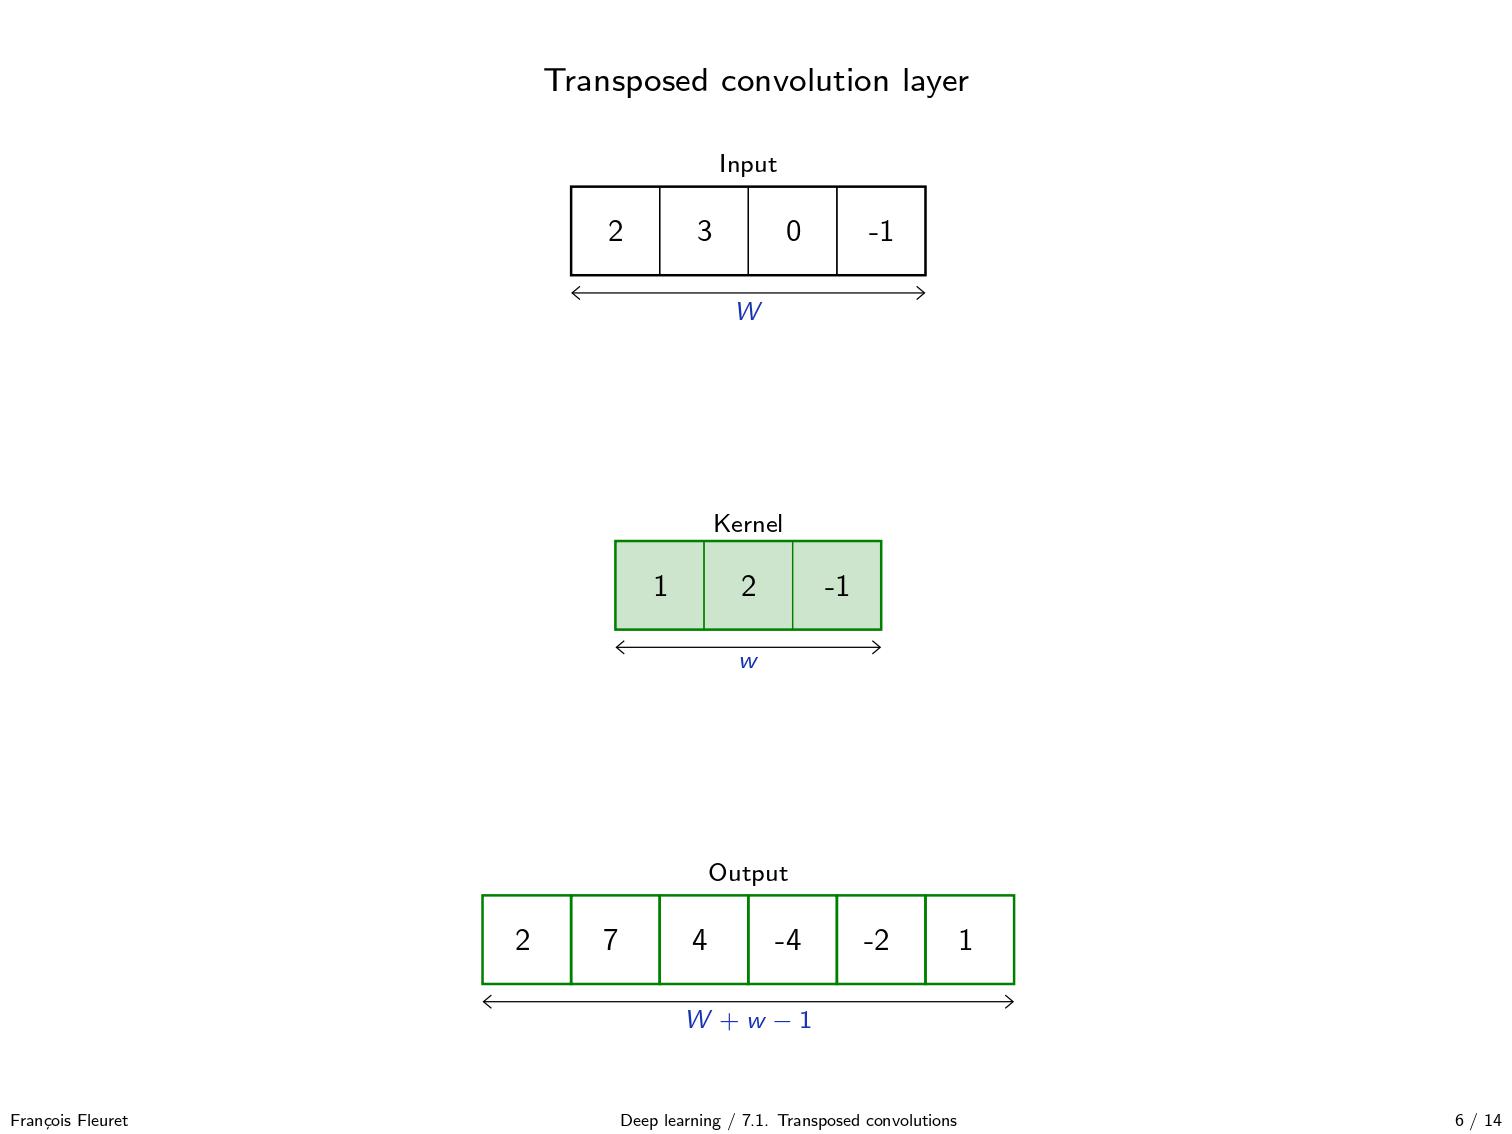 Transposed convolution layer
Input
2 3 0 -1
W
Kernel
1 2 -1
w
Output
2 7 4 -4 -2 1
W + w − 1
François Fleuret Deep learning / 7.1. Transposed convolutions 6 / 14